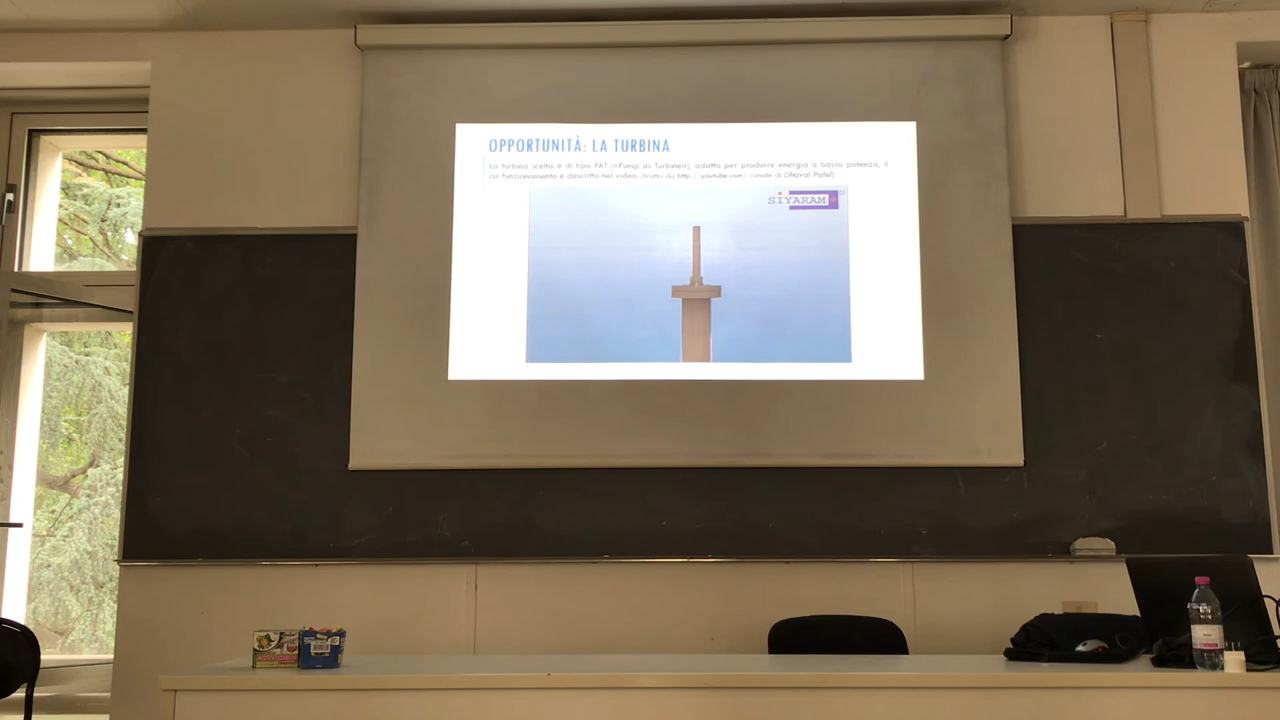 OPPORTUNITÀ: LA TURBINA
La turbina scelta è di tipo PAT («Pump as Turbine»), adatto per produrre energia a bassa potenza, il
cui funzionamento è descritto nel video. (tratto da http://youtube.com/ canale di Dhaval Patel)
SIYARAM